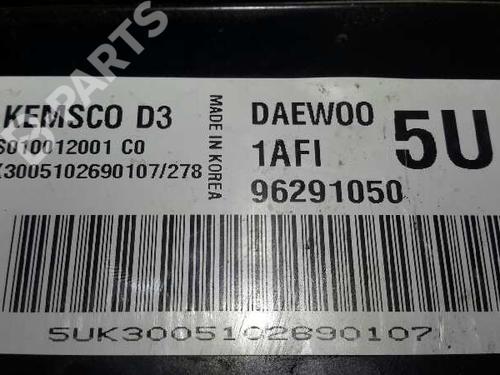 KEMSCO D3
S010012001 C0
K3005102690107/278
MADE IN KOREA
DAEWOO
1AFI
96291050
5U
5UK3005102690107
PARTS